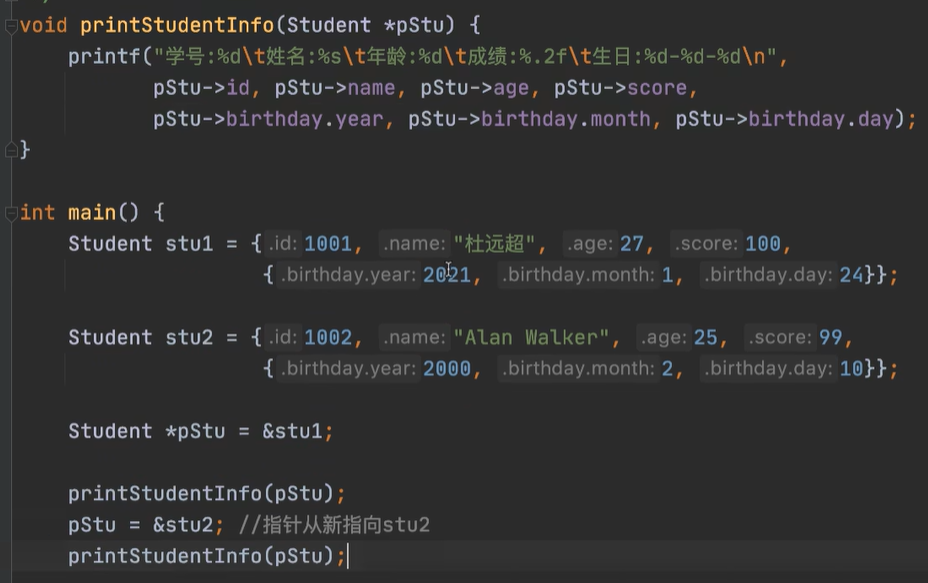 void printStudentInfo(Student *pStu) {
printf("学号:%d\t姓名:%s\t年龄:%d\t成绩:%.2f\t生日:%d-%d-%d\n",
pStu->id, pStu->name, pStu->age, pStu->score,
pStu->birthday.year, pStu->birthday.month, pStu->birthday.day);
}
int main() {
Student stu1 = { .id: 1001, .name: "杜远超", .age: 27, .score: 100,
{ .birthday.year: 2021, .birthday.month: 1, .birthday.day: 24}};
Student stu2 = { .id: 1002, .name: "Alan Walker", .age: 25, .score: 99,
{ .birthday.year: 2000, .birthday.month: 2, .birthday.day: 10}};
Student *pStu = &stu1;
printStudentInfo(pStu);
pStu = &stu2; //指针从新指向stu2
printStudentInfo(pStu);